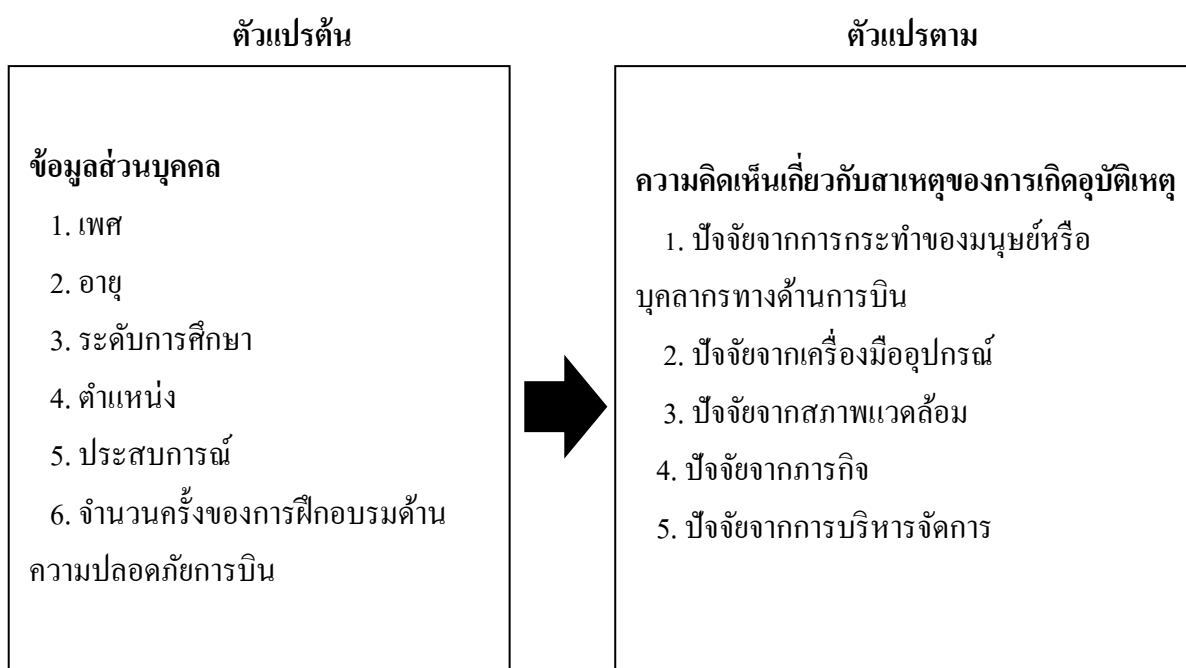 ตัวแปรต้น
ข้อมูลส่วนบุคคล
1. เพศ
2. อายุ
3. ระดับการศึกษา
4. ตำแหน่ง
5. ประสบการณ์
6. จำนวนครั้งของการฝึกอบรมด้าน
ความปลอดภัยการบิน
ตัวแปรตาม
ความคิดเห็นเกี่ยวกับสาเหตุของการเกิดอุบัติเหตุ
1. ปัจจัยจากการกระทำของมนุษย์หรือ
บุคลากรทางด้านการบิน
2. ปัจจัยจากเครื่องมืออุปกรณ์
3. ปัจจัยจากสภาพแวดล้อม
4. ปัจจัยจากภารกิจ
5. ปัจจัยจากการบริหารจัดการ